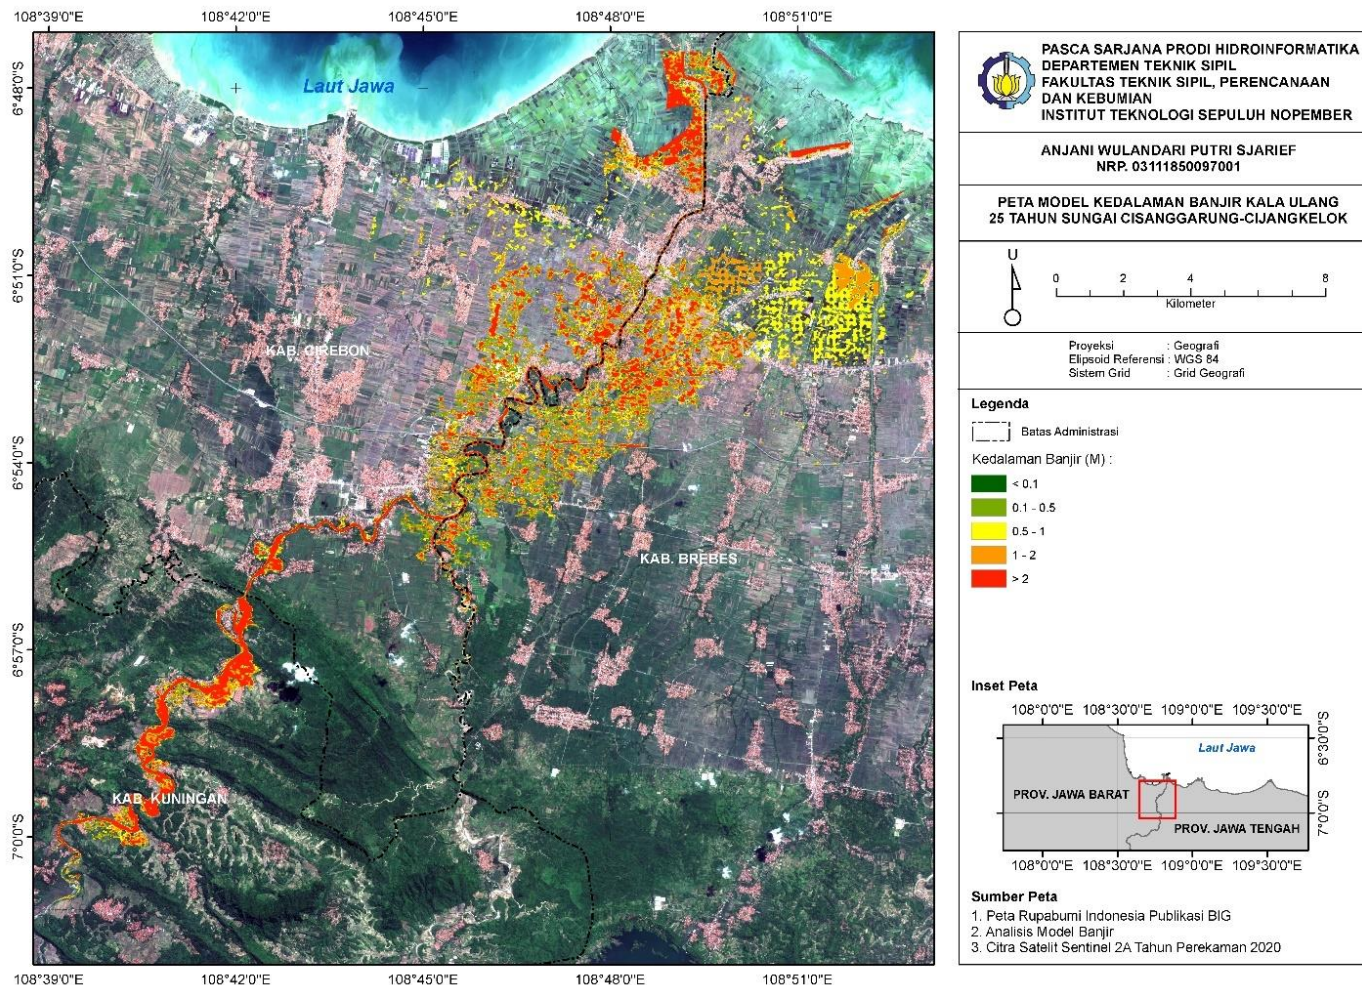 108°39'0"E 108°42'0"E 108°45'0"E 108°48'0"E 108°51'0"E
6°48'0"S
6°51'0"S
6°54'0"S
6°57'0"S
7°0'0"S
Laut Jawa
KAB. CIREBON
KAB. BREBES
KAB. KUNINGAN
108°39'0"E 108°42'0"E 108°45'0"E 108°48'0"E 108°51'0"E
PASCA SARJANA PRODI HIDROINFORMATIKA
DEPARTEMEN TEKNIK SIPIL
FAKULTAS TEKNIK SIPIL, PERENCANAAN
DAN KEBUMIAN
INSTITUT TEKNOLOGI SEPULUH NOPEMBER
ANJANI WULANDARI PUTRI SJARIEF
NRP. 03111850097001
PETA MODEL KEDALAMAN BANJIR KALA ULANG
25 TAHUN SUNGAI CISANGGARUNG-CIJANGKELOK
U
0 2 4 6 8
Kilometer
Proyeksi : Geografi
Elipsoid Referensi : WGS 84
Sistem Grid : Grid Geografi
Legenda
Batas Administrasi
Kedalaman Banjir (M) :
< 0.1
0.1 - 0.5
0.5 - 1
1 - 2
> 2
Inset Peta
108°0'0"E 108°30'0"E 109°0'0"E 109°30'0"E
6°30'0"S
7°0'0"S
Laut Jawa
PROV. JAWA BARAT
PROV. JAWA TENGAH
108°0'0"E 108°30'0"E 109°0'0"E 109°30'0"E
Sumber Peta
1. Peta Rupabumi Indonesia Publikasi BIG
2. Analisis Model Banjir
3. Citra Satelit Sentinel 2A Tahun Perekaman 2020